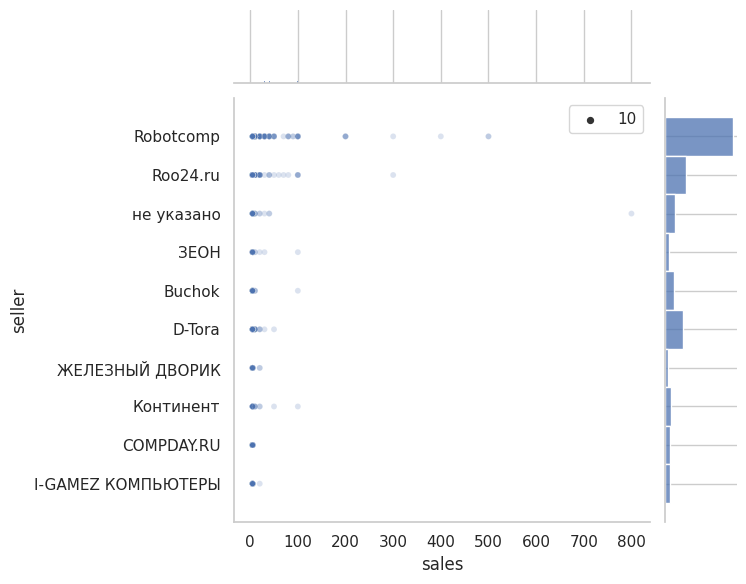 10
Robotcomp
Roo24.ru
не указано
ЗЕОН
Buchok
D-Tora
ЖЕЛЕЗНЫЙ ДВОРИК
Континент
COMPDAY.RU
I-GAMEZ КОМПЬЮТЕРЫ
seller
0 100 200 300 400 500 600 700 800
sales